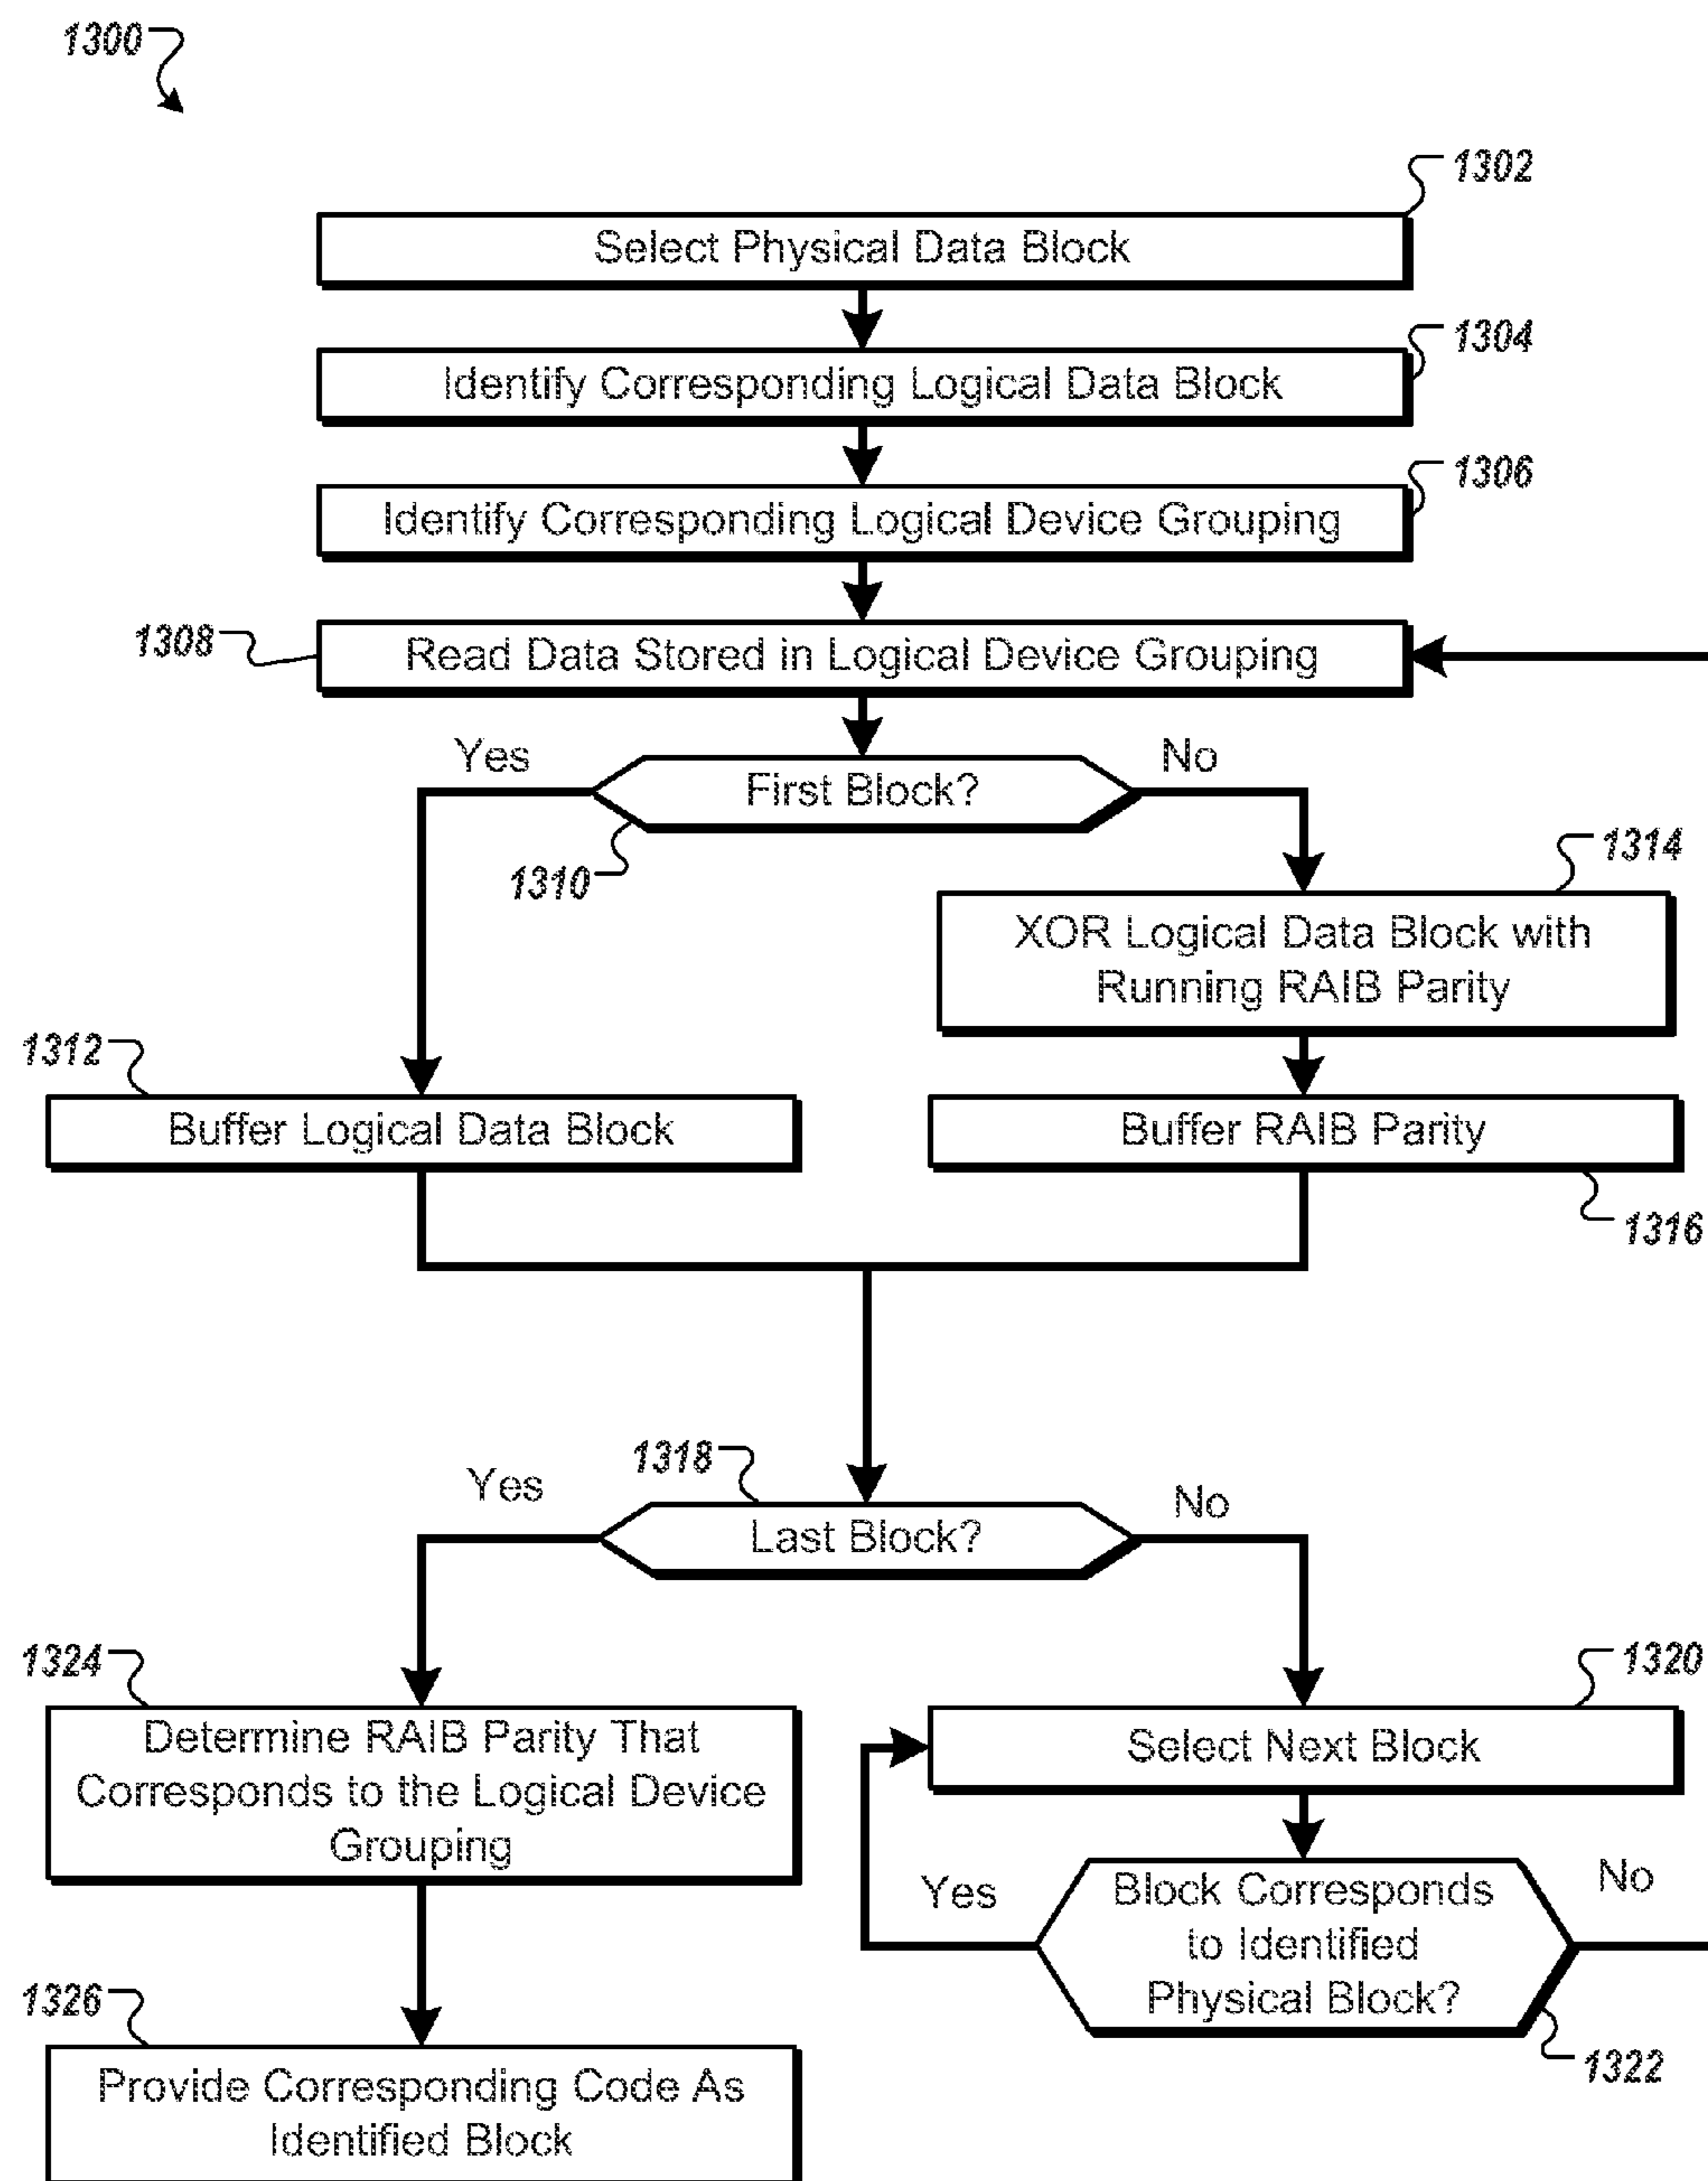 1300
1302
Select Physical Data Block
1304
Identify Corresponding Logical Data Block
1306
Identify Corresponding Logical Device Grouping
1308
Read Data Stored in Logical Device Grouping
Yes
No
First Block?
1310
1314
XOR Logical Data Block with
Running RAIB Parity
1312
Buffer Logical Data Block
Buffer RAIB Parity
1316
1318
Yes
No
Last Block?
1324
1320
Determine RAIB Parity That
Corresponds to the Logical Device
Grouping
Select Next Block
Yes
No
Block Corresponds
to Identified
Physical Block?
1322
1326
Provide Corresponding Code As
Identified Block